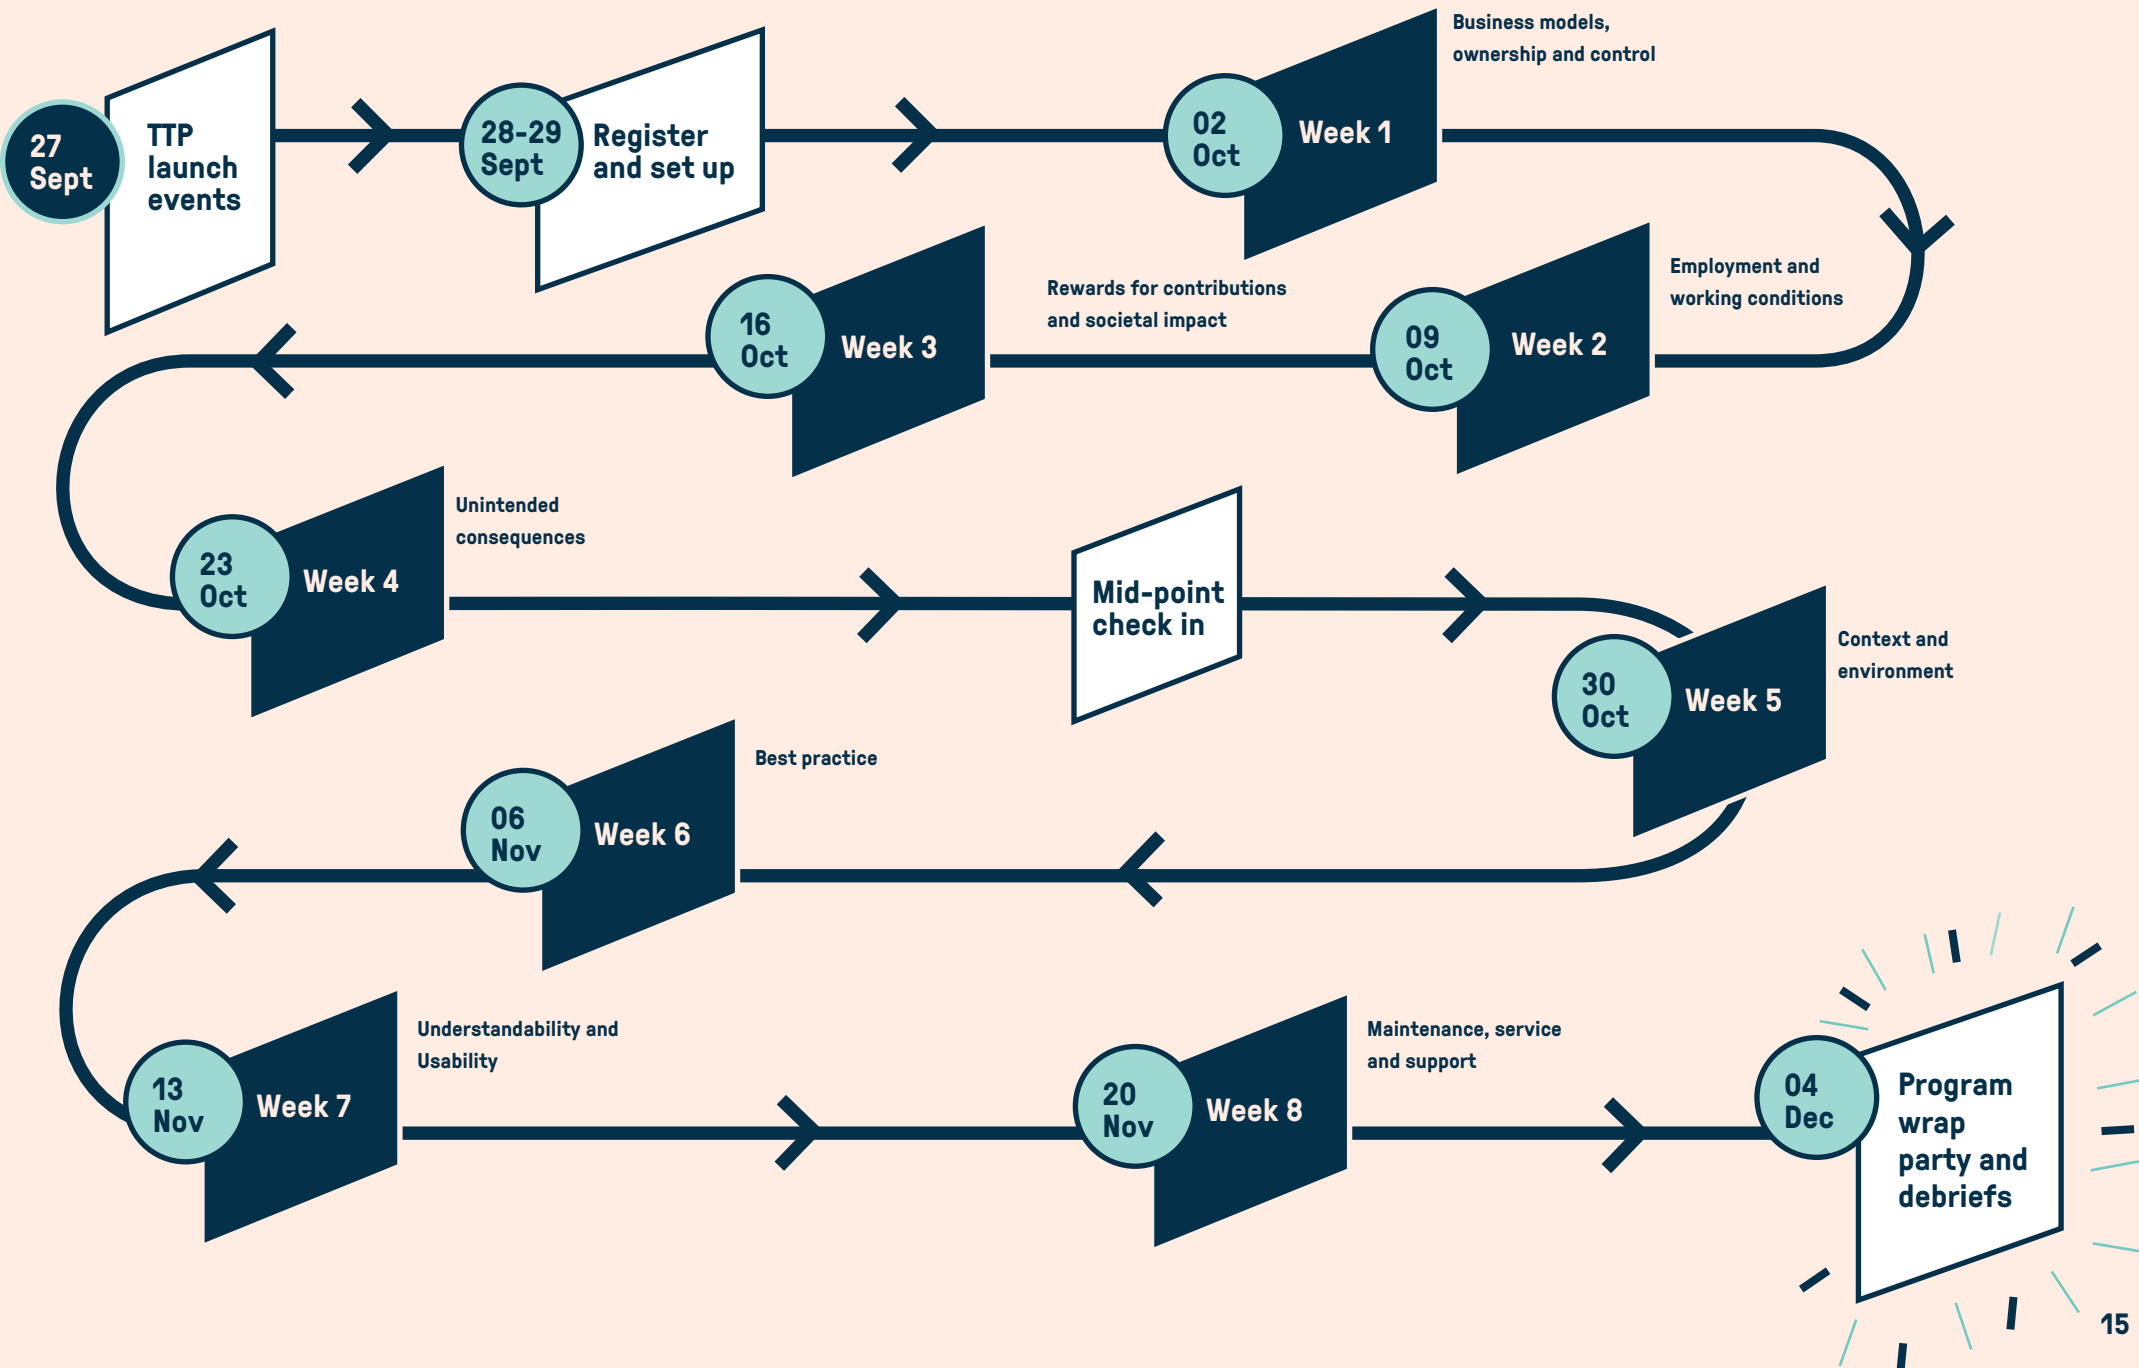 27
Sept
TTP
launch
events
28-29
Sept
Register
and set up
02
Oct
Week 1
Business models,
ownership and control
09
Oct
Week 2
Employment and
working conditions
16
Oct
Week 3
Rewards for contributions
and societal impact
23
Oct
Week 4
Unintended
consequences
Mid-point
check in
30
Oct
Week 5
Context and
environment
06
Nov
Week 6
Best practice
13
Nov
Week 7
Understandability and
Usability
20
Nov
Week 8
Maintenance, service
and support
04
Dec
Program
wrap
party and
debriefs
15